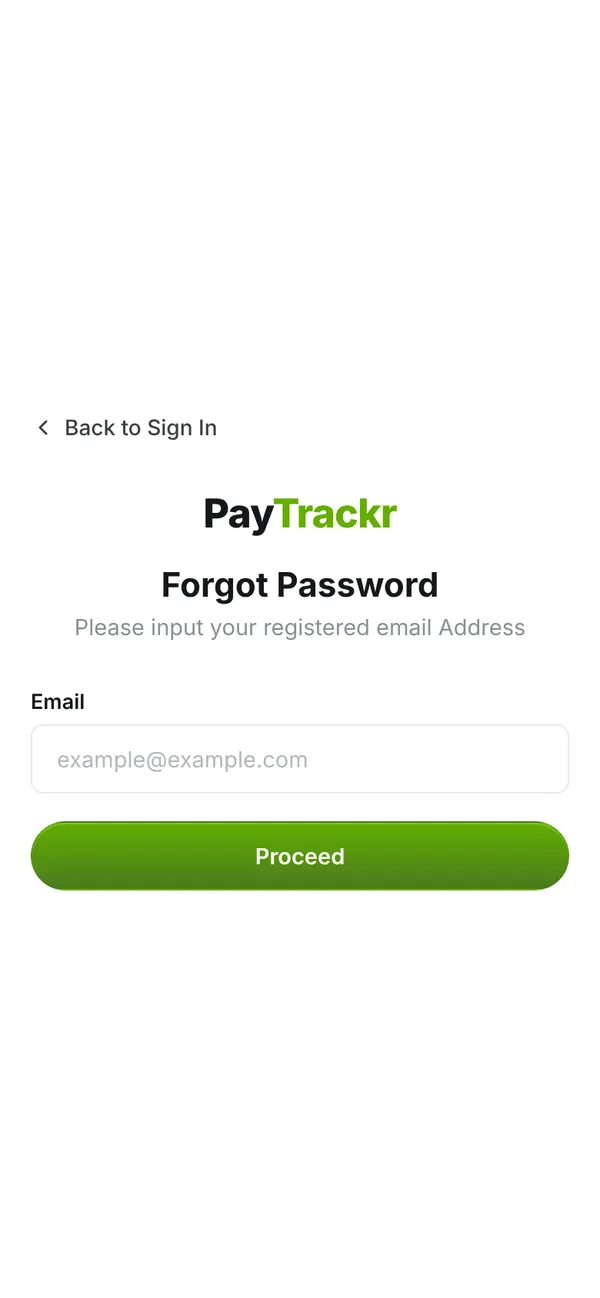 Back to Sign In
PayTrackr
Forgot Password
Please input your registered email Address
Email
example@example.com
Proceed